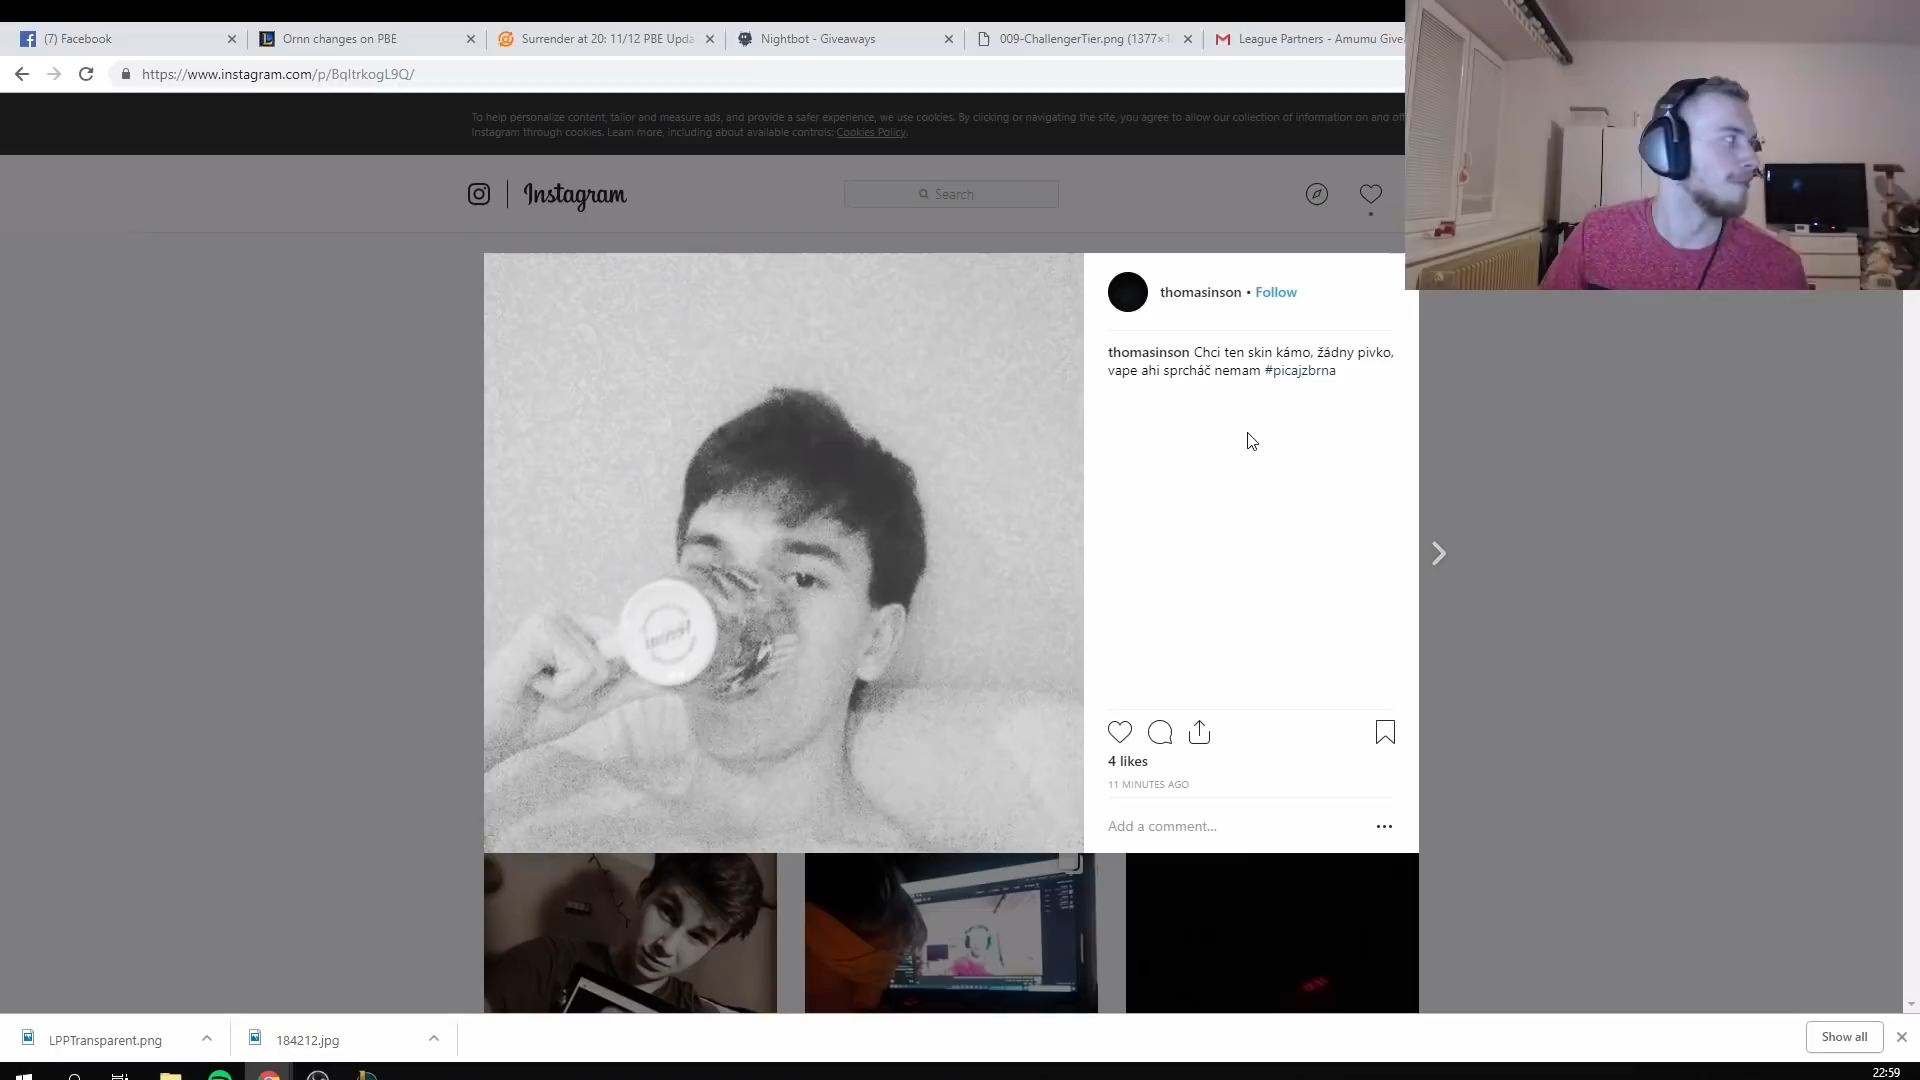 (7) Facebook
Ornn changes on PBE
Surrender at 20: 11/12 PBE Upda
Nightbot - Giveaways
009-ChallengerTier.png (1377×1
League Partners - Amumu Give
https://www.instagram.com/p/BqItrkogL9Q/
To help personalize content, tailor and measure ads, and provide a safer experience, we use cookies. By clicking or navigating the site, you agree to allow our collection of information on and off
Instagram through cookies. Learn more, including about available controls: Cookies Policy.
Instagram
Search
thomasinson • Follow
thomasinson Chci ten skin kámo, žádny pivko,
vape ahi sprcháč nemam #picajzbrna
4 likes
11 MINUTES AGO
Add a comment...
LPPTransparent.png
184212.jpg
Show all
22:59